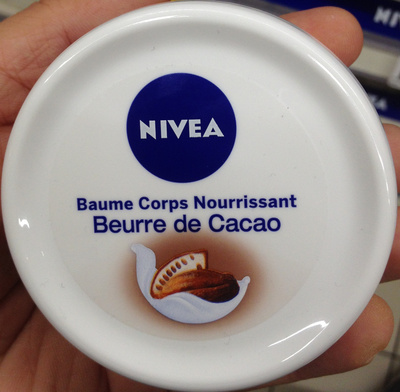 NIVEA
Baume Corps Nourrissant
Beurre de Cacao